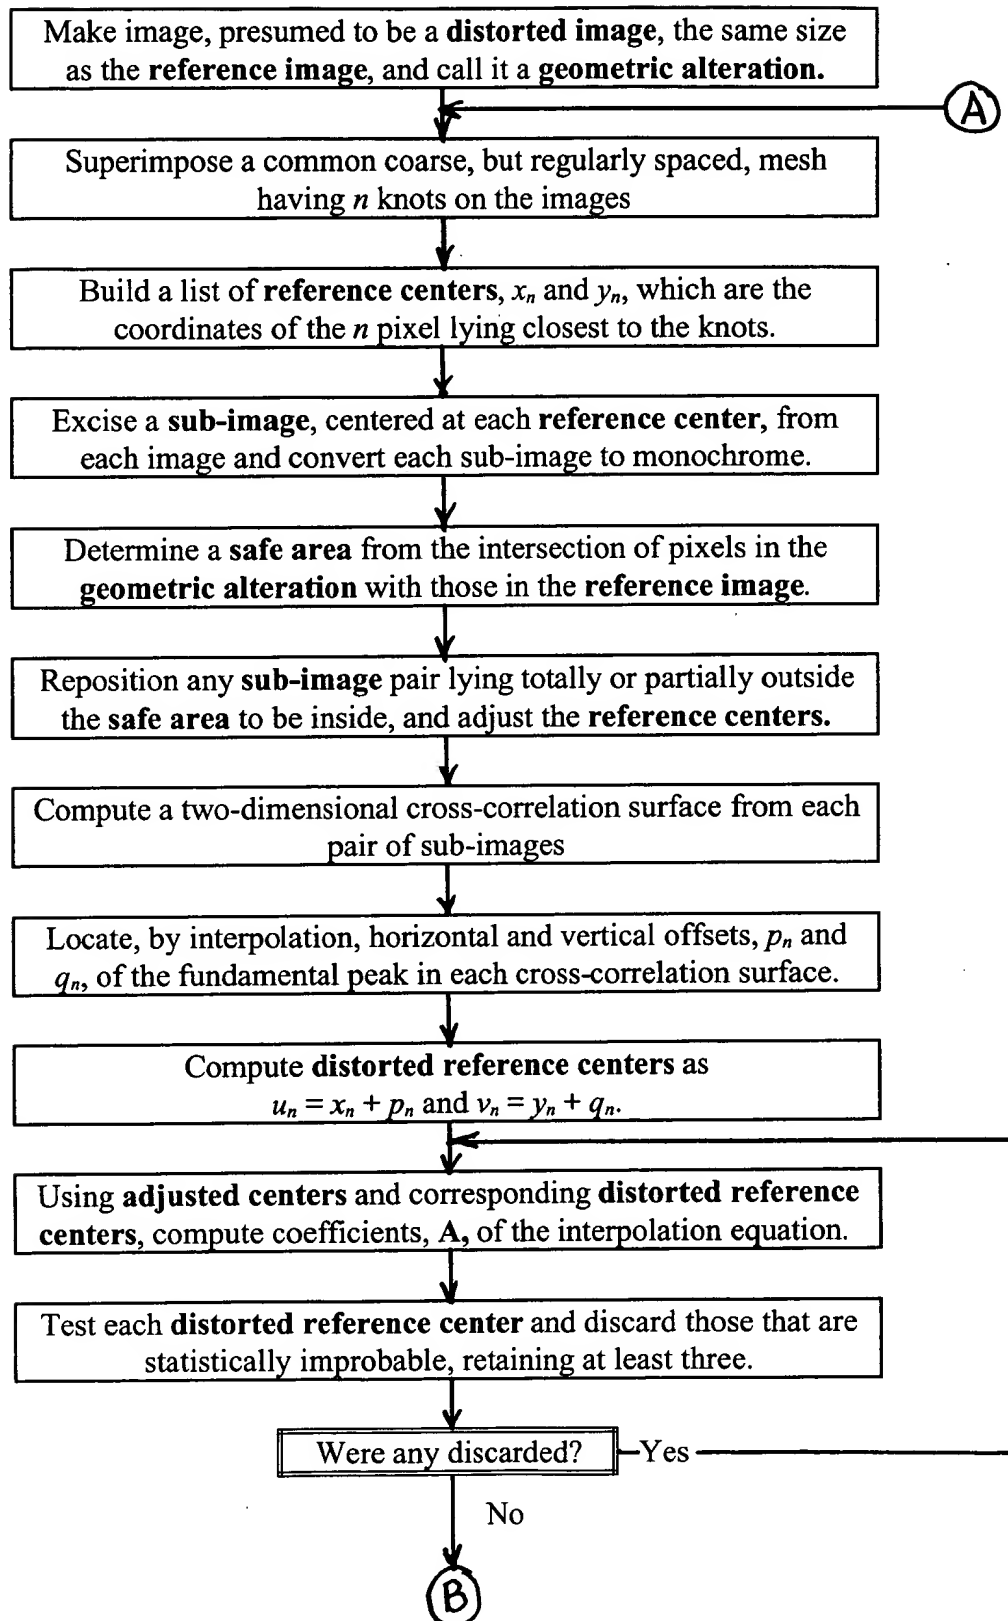 Make image, presumed to be a distorted image, the same size
as the reference image, and call it a geometric alteration.
A
Superimpose a common coarse, but regularly spaced, mesh
having n knots on the images
Build a list of reference centers, xn and yn, which are the
coordinates of the n pixel lying closest to the knots.
Excise a sub-image, centered at each reference center, from
each image and convert each sub-image to monochrome.
Determine a safe area from the intersection of pixels in the
geometric alteration with those in the reference image.
Reposition any sub-image pair lying totally or partially outside
the safe area to be inside, and adjust the reference centers.
Compute a two-dimensional cross-correlation surface from each
pair of sub-images
Locate, by interpolation, horizontal and vertical offsets, pn and
qn, of the fundamental peak in each cross-correlation surface.
Compute distorted reference centers as
un = xn + pn and vn = yn + qn.
Using adjusted centers and corresponding distorted reference
centers, compute coefficients, A, of the interpolation equation.
Test each distorted reference center and discard those that are
statistically improbable, retaining at least three.
Were any discarded? Yes
No
B